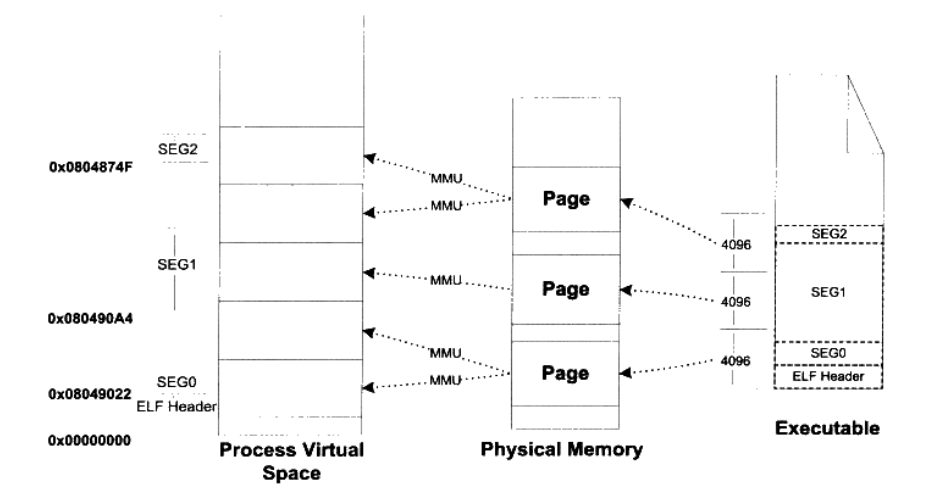 SEG2
0x0804874F
SEG1
0x080490A4
SEG0
0x08049022
ELF Header
0x00000000
Process Virtual
Space
MMU
MMU
MMU
MMU
MMU
Page
Page
Page
Physical Memory
4096
4096
4096
SEG2
SEG1
SEG0
ELF Header
Executable